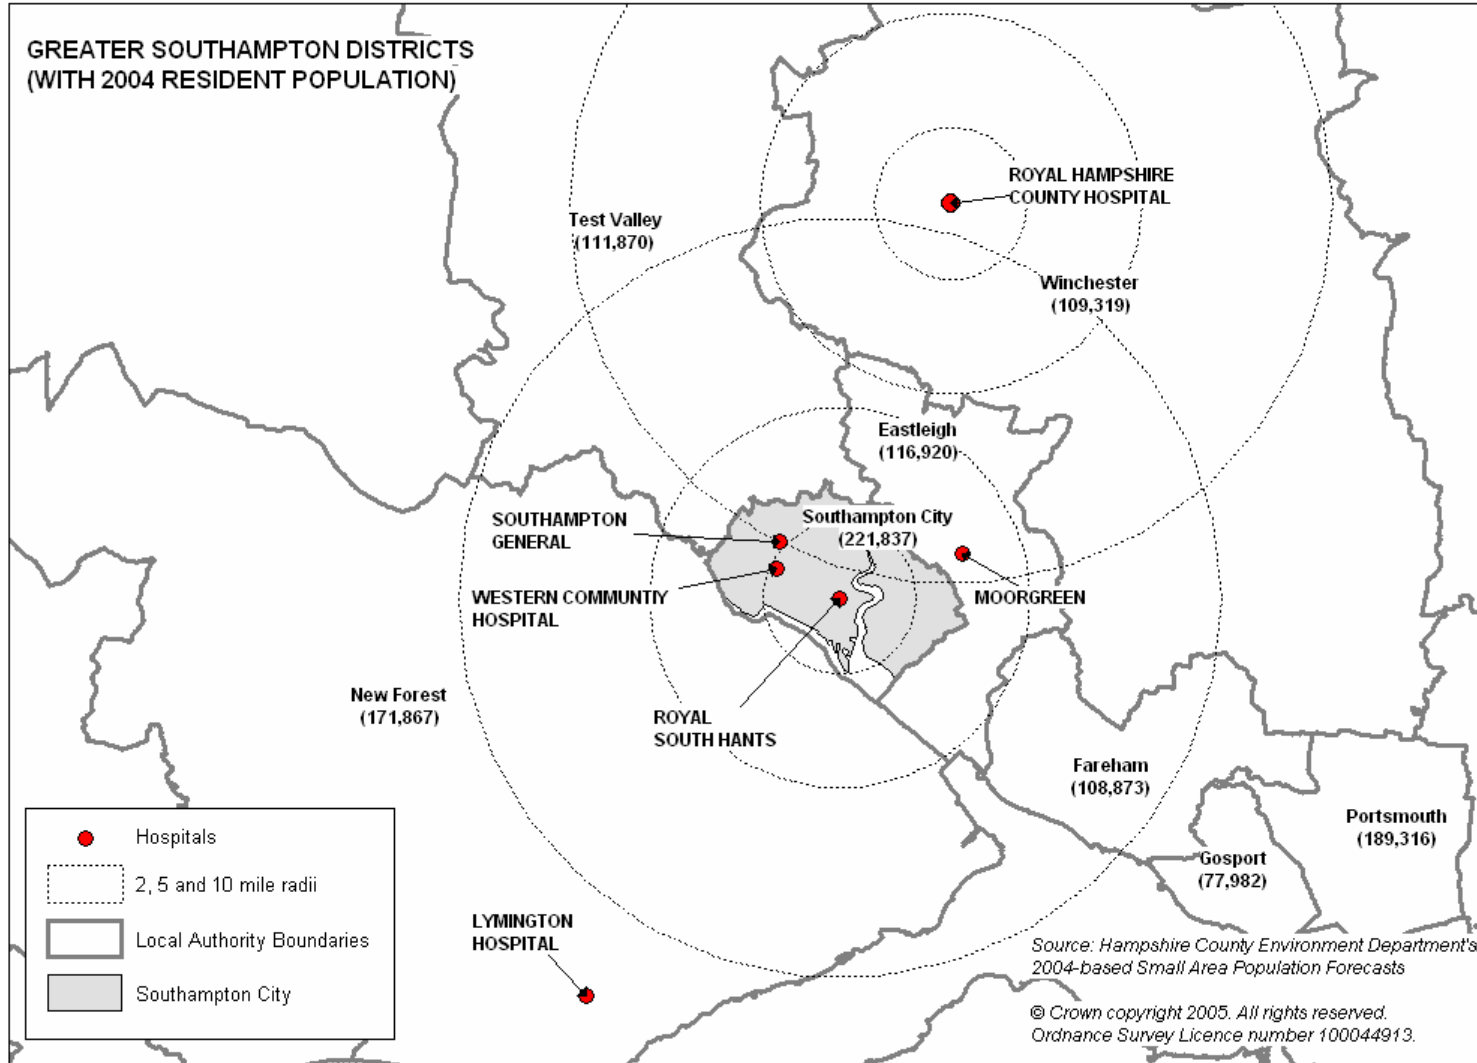 GREATER SOUTHAMPTON DISTRICTS
(WITH 2004 RESIDENT POPULATION)
ROYAL HAMPSHIRE
COUNTY HOSPITAL
Test Valley
(111,870)
Winchester
(109,319)
Eastleigh
(116,920)
SOUTHAMPTON
GENERAL
Southampton City
(221,837)
WESTERN COMMUNTIY
HOSPITAL
MOORGREEN
New Forest
(171,867)
ROYAL
SOUTH HANTS
Fareham
(108,873)
Portsmouth
(189,316)
Gosport
(77,982)
Hospitals
2, 5 and 10 mile radii
Local Authority Boundaries
Southampton City
LYMINGTON
HOSPITAL
Source: Hampshire County Environment Department's
2004-based Small Area Population Forecasts
© Crown copyright 2005. All rights reserved.
Ordnance Survey Licence number 100044913.